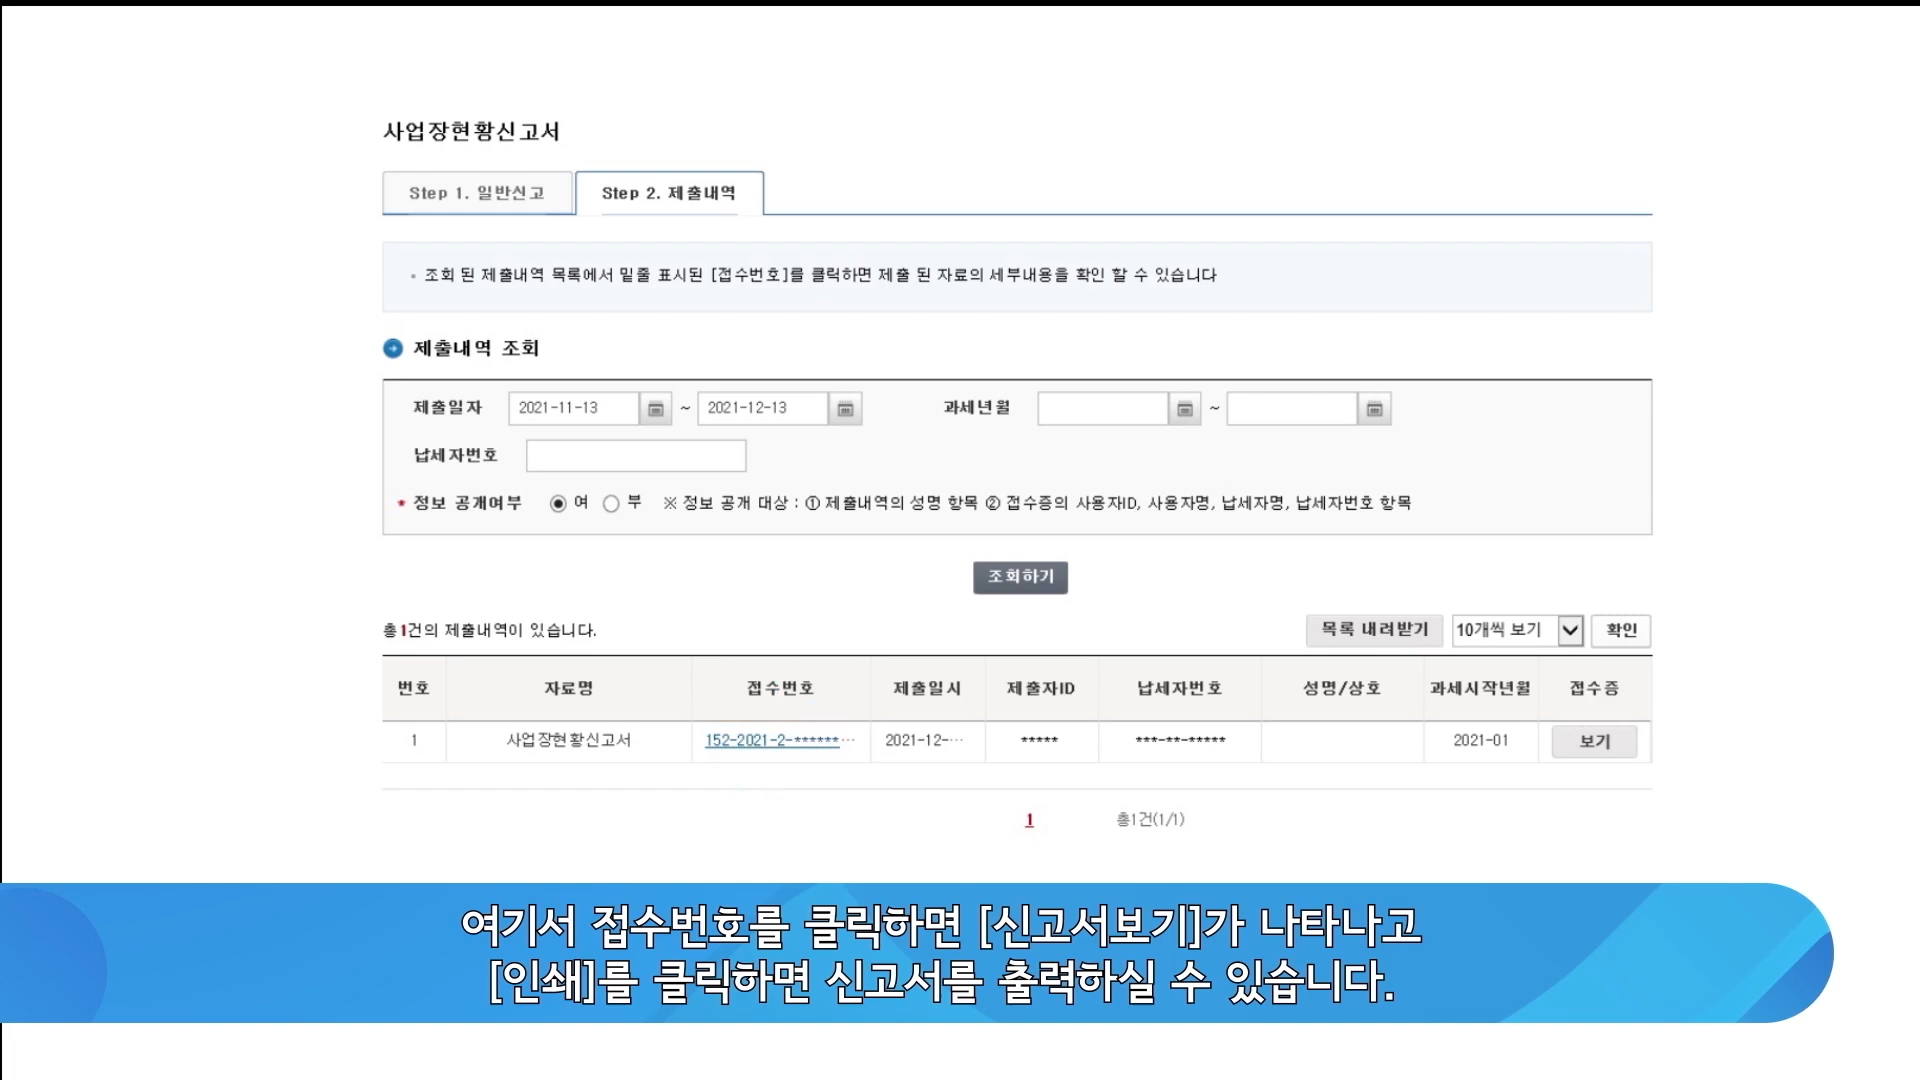 사업장현황신고서
Step 1. 일반신고 Step 2. 제출내역
조회 된 제출내역 목록에서 밑줄 표시된 [접수번호]를 클릭하면 제출 된 자료의 세부내용을 확인 할 수 있습니다
제출내역 조회
제출일자 2021-11-13 ~ 2021-12-13 과세년월 ~
납세자번호
* 정보 공개여부 여 부 ※ 정보 공개 대상 : ① 제출내역의 성명 항목 ② 접수증의 사용자ID, 사용자명, 납세자명, 납세자번호 항목
조회하기
총1건의 제출내역이 있습니다. 목록 내려받기 10개씩 보기 확인
번호 자료명 접수번호 제출일시 제출자ID 납세자번호 성명/상호 과세시작년월 접수증
1 사업장현황신고서 152-2021-2-******… 2021-12-… ***** ***-**-***** 2021-01 보기
1 총1건(1/1)
여기서 접수번호를 클릭하면 [신고서보기]가 나타나고
[인쇄]를 클릭하면 신고서를 출력하실 수 있습니다.